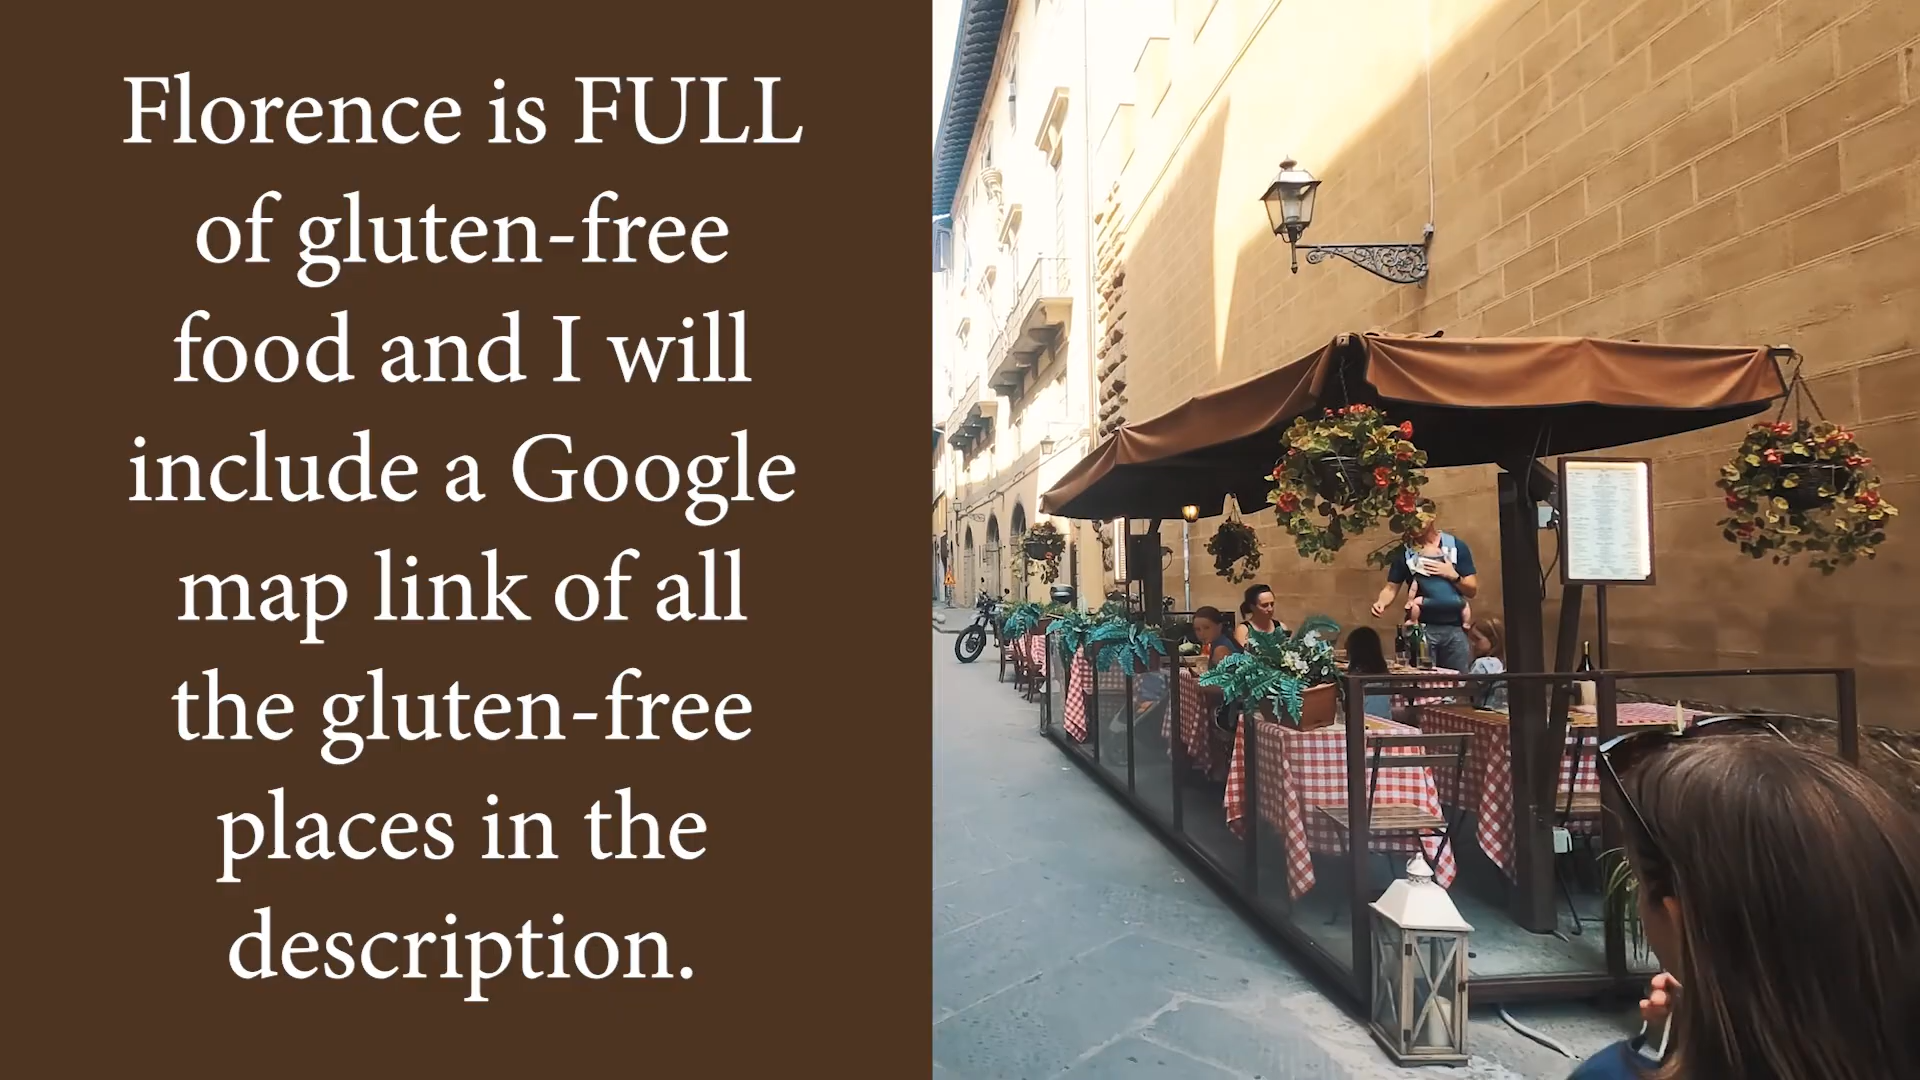 Florence is FULL
of gluten-free
food and I will
include a Google
map link of all
the gluten-free
places in the
description.